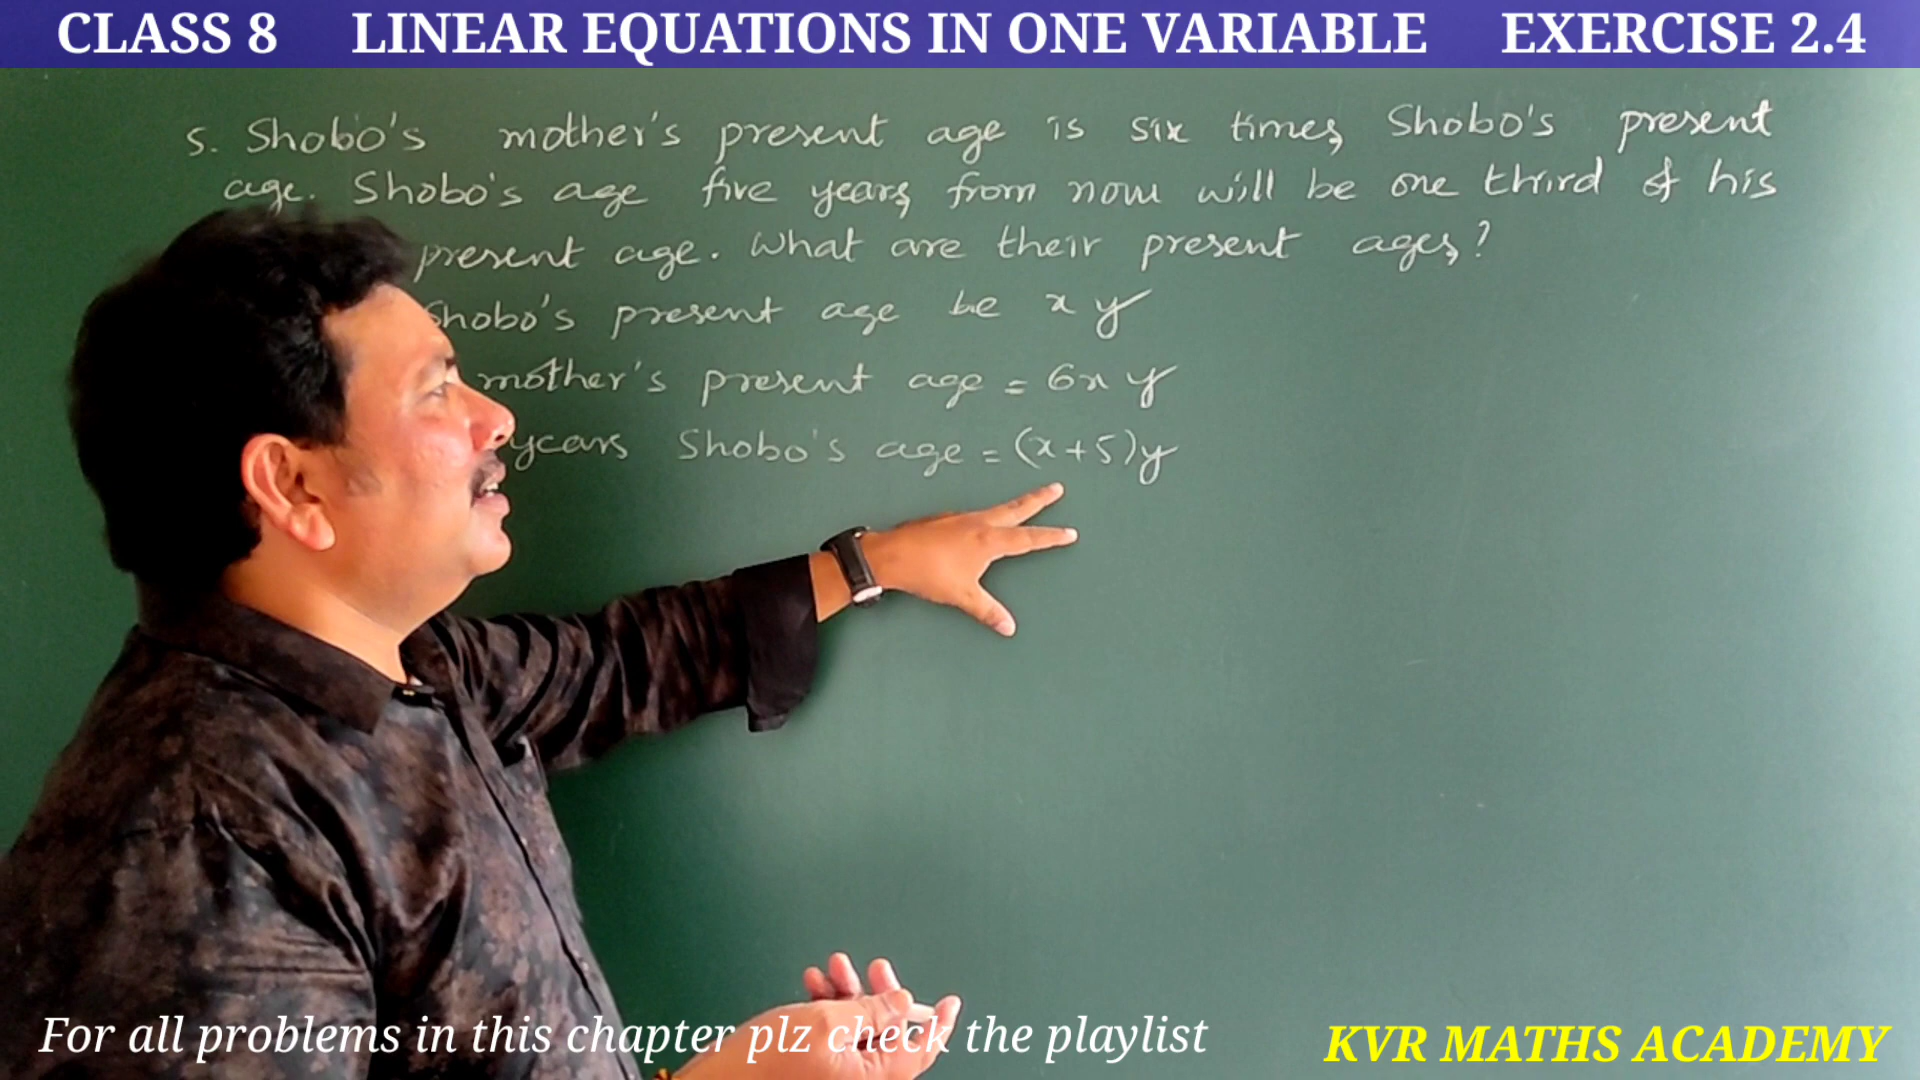 CLASS 8 LINEAR EQUATIONS IN ONE VARIABLE EXERCISE 2.4
5. Shobo's mother's present age is six times Shobo's present
age. Shobo's age five years from now will be one third of his
present age. What are their present ages?
Shobo's present age be x y
mother's present age = 6x y
years Shobo's age = (x+5)y
For all problems in this chapter plz check the playlist
KVR MATHS ACADEMY